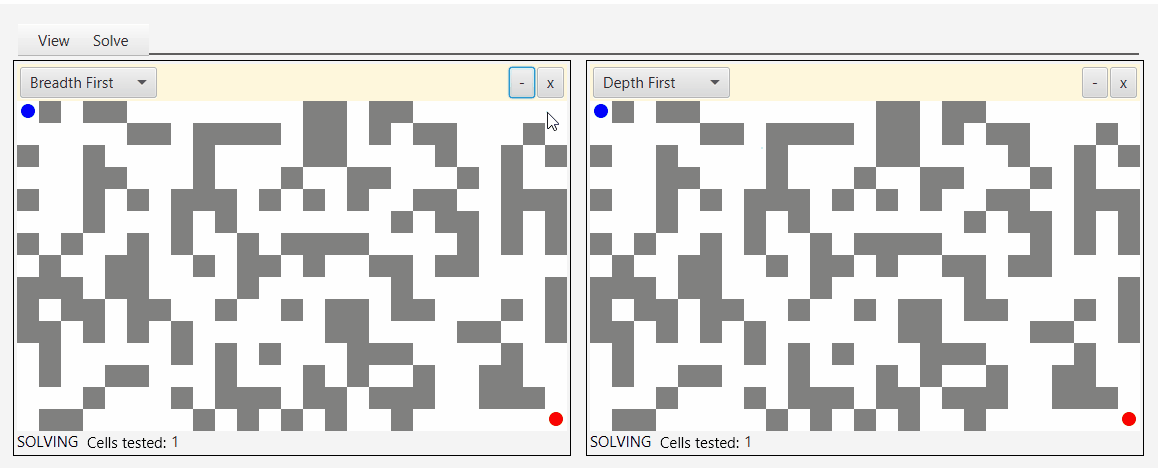 View Solve
Breadth First - x
Depth First - x
SOLVING Cells tested: 1
SOLVING Cells tested: 1